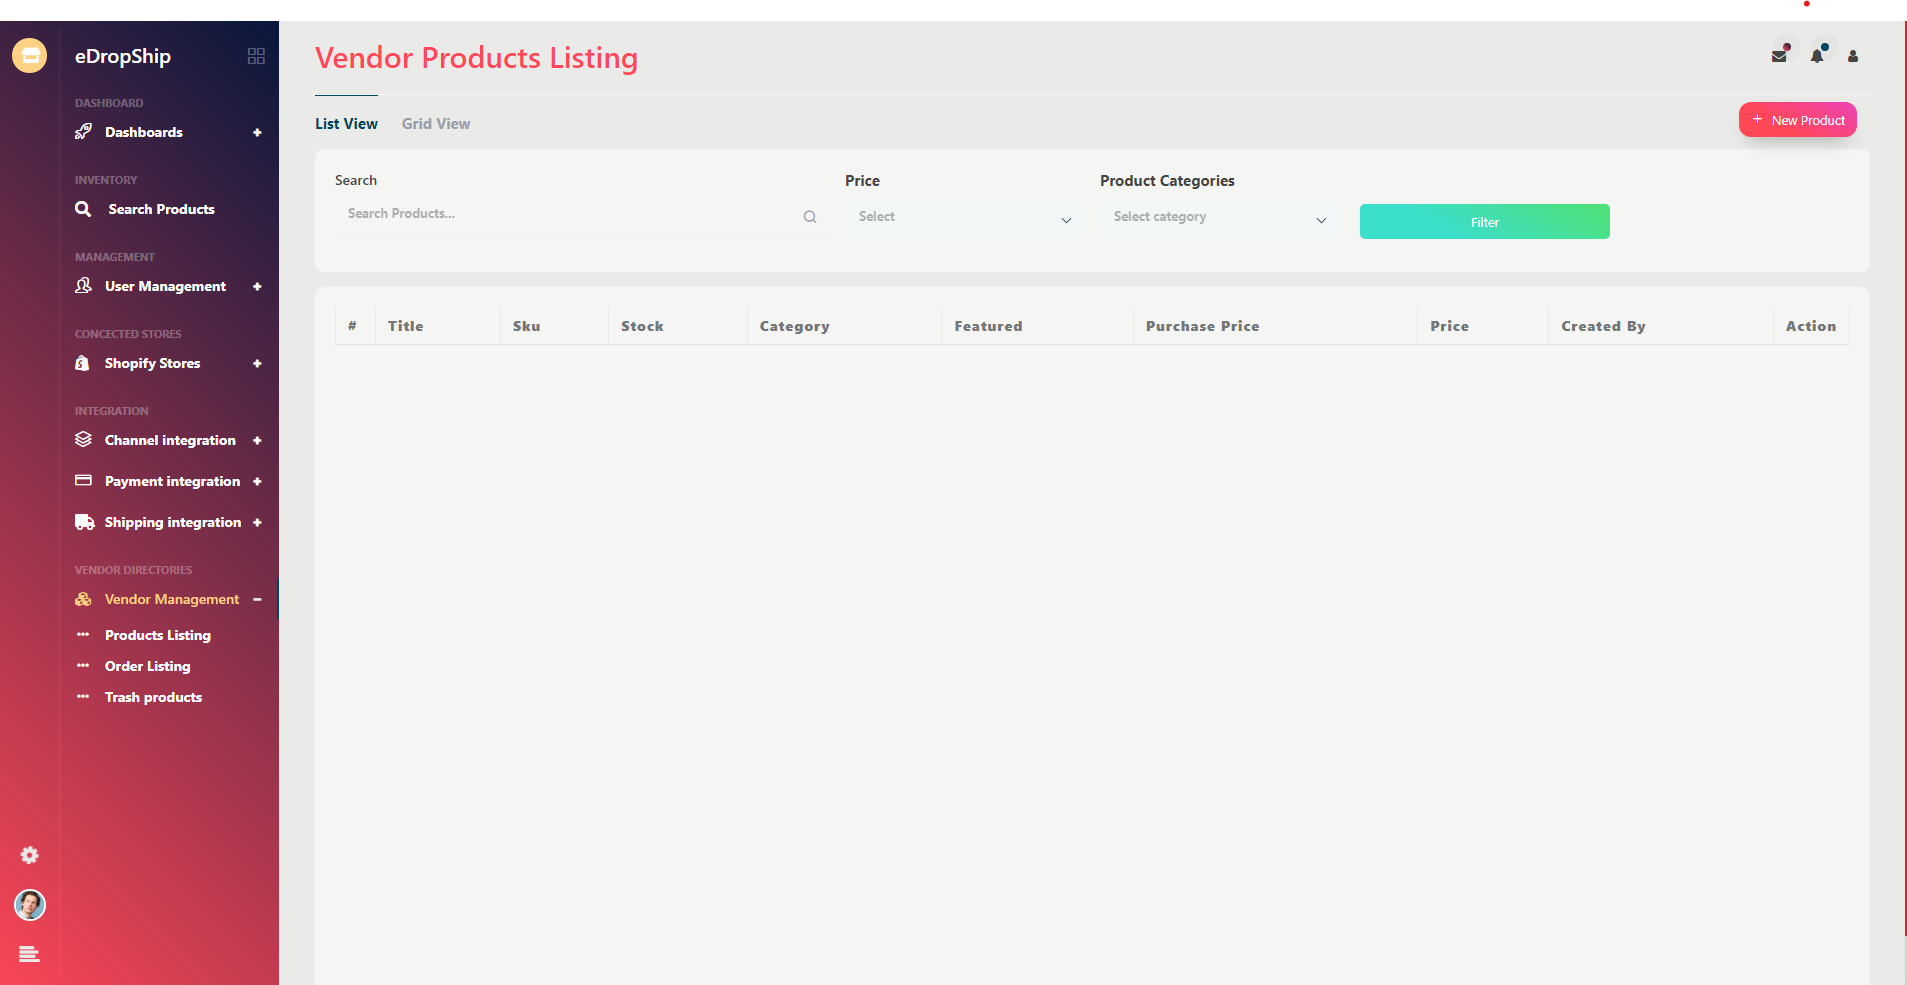 eDropShip
DASHBOARD
Dashboards
INVENTORY
Search Products
MANAGEMENT
User Management
CONCECTED STORES
Shopify Stores
INTEGRATION
Channel integration
Payment integration
Shipping integration
VENDOR DIRECTORIES
Vendor Management
Products Listing
Order Listing
Trash products
Vendor Products Listing
List View Grid View
+ New Product
Search Price Product Categories
Search Products... Select Select category Filter
# Title Sku Stock Category Featured Purchase Price Price Created By Action